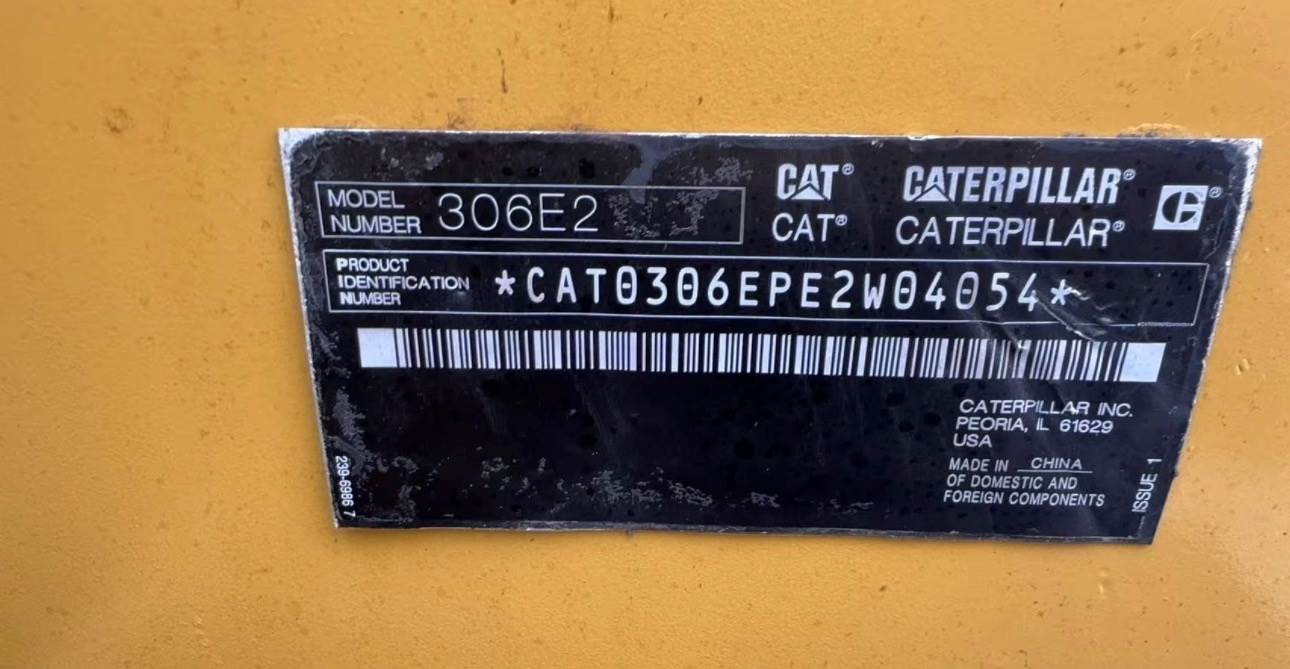 MODEL
NUMBER 306E2
CAT® CATERPILLAR®
CAT® CATERPILLAR®
PRODUCT
IDENTIFICATION
NUMBER
*CAT0306EPE2W04054*
CATERPILLAR INC.
PEORIA, IL 61629
USA
MADE IN CHINA
OF DOMESTIC AND
FOREIGN COMPONENTS
239-6986 7
ISSUE 1